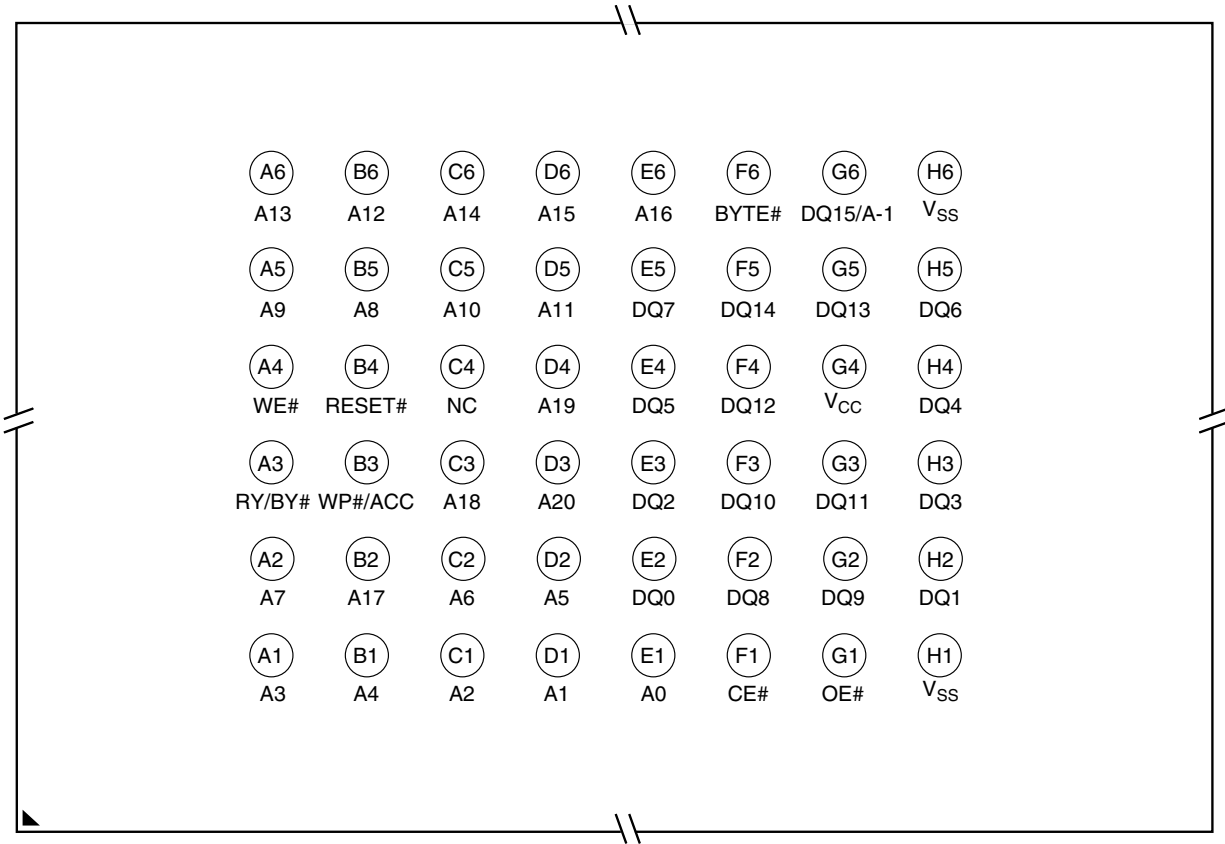 A6 B6 C6 D6 E6 F6 G6 H6
A13 A12 A14 A15 A16 BYTE# DQ15/A-1 VSS
A5 B5 C5 D5 E5 F5 G5 H5
A9 A8 A10 A11 DQ7 DQ14 DQ13 DQ6
A4 B4 C4 D4 E4 F4 G4 H4
WE# RESET# NC A19 DQ5 DQ12 VCC DQ4
A3 B3 C3 D3 E3 F3 G3 H3
RY/BY# WP#/ACC A18 A20 DQ2 DQ10 DQ11 DQ3
A2 B2 C2 D2 E2 F2 G2 H2
A7 A17 A6 A5 DQ0 DQ8 DQ9 DQ1
A1 B1 C1 D1 E1 F1 G1 H1
A3 A4 A2 A1 A0 CE# OE# VSS